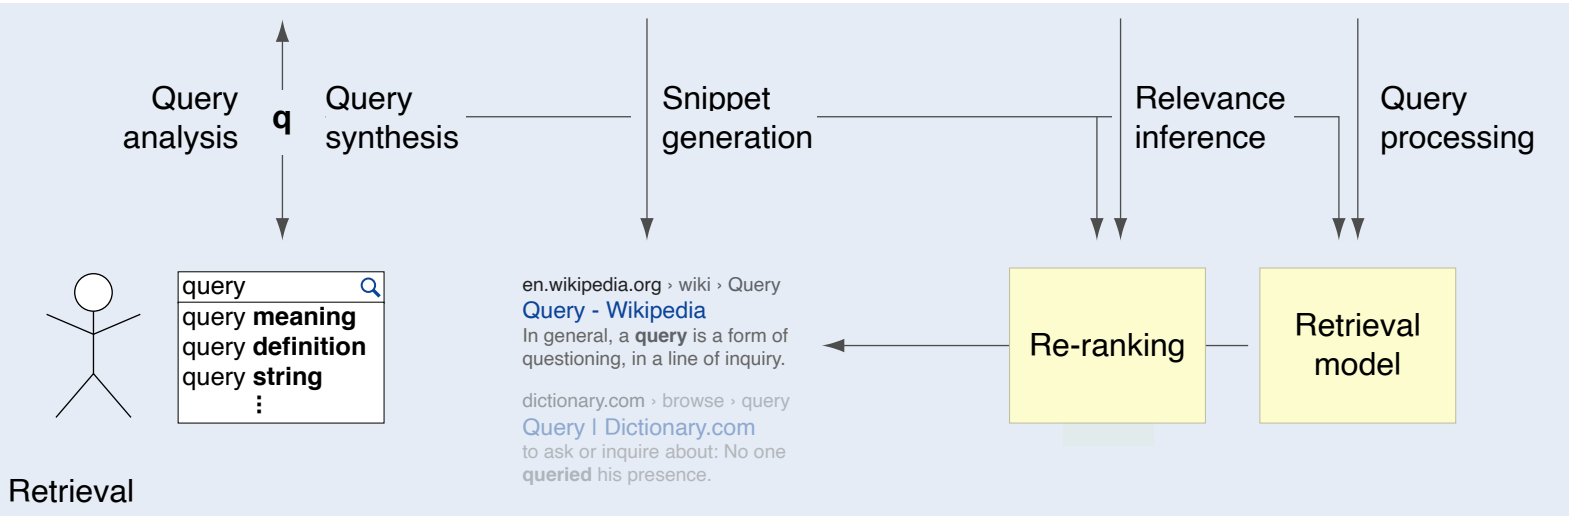 Query
analysis
q
Query
synthesis
Snippet
generation
Relevance
inference
Query
processing
query
query meaning
query definition
query string
⋮
en.wikipedia.org › wiki › Query
Query - Wikipedia
In general, a query is a form of
questioning, in a line of inquiry.
dictionary.com › browse › query
Query | Dictionary.com
to ask or inquire about: No one
queried his presence.
Re-ranking
Retrieval
model
Retrieval